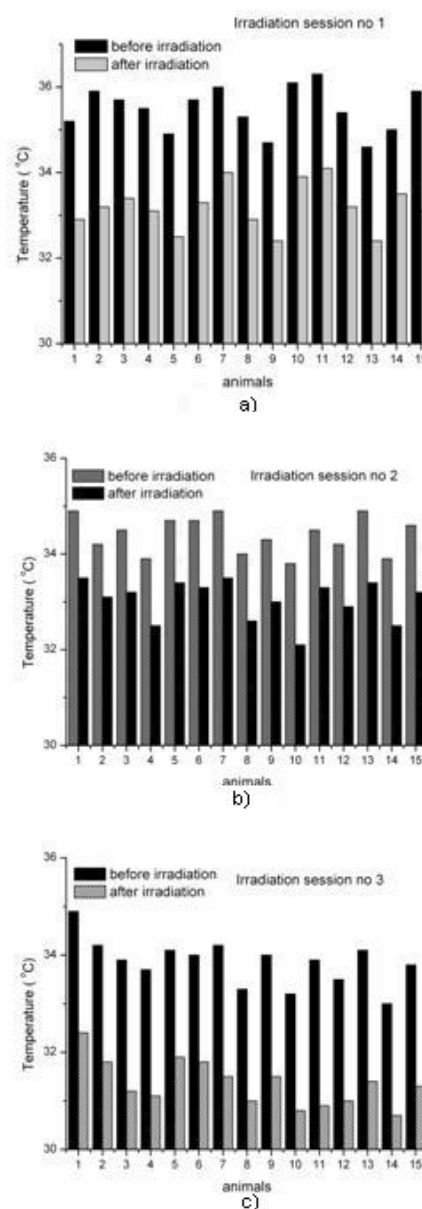 Irradiation session no 1
before irradiation
after irradiation
36
34
32
30
Temperature ( °C)
1 2 3 4 5 6 7 8 9 10 11 12 13 14 15
animals
a)
36
before irradiation
Irradiation session no 2
after irradiation
34
32
30
Temperature ( °C)
1 2 3 4 5 6 7 8 9 10 11 12 13 14 15
animals
b)
36
before irradiation
Irradiation session no 3
after irradiation
34
32
30
Temperature ( °C)
1 2 3 4 5 6 7 8 9 10 11 12 13 14 15
animals
c)